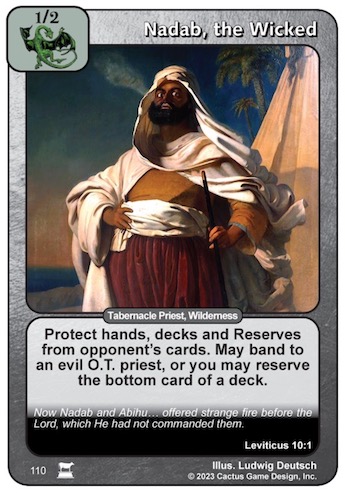 1/2
Nadab, the Wicked
Tabernacle Priest, Wilderness
Protect hands, decks and Reserves
from opponent's cards. May band to
an evil O.T. priest, or you may reserve
the bottom card of a deck.
Now Nadab and Abihu… offered strange fire before the
Lord, which He had not commanded them.
Leviticus 10:1
110
Illus. Ludwig Deutsch
© 2023 Cactus Game Design, Inc.